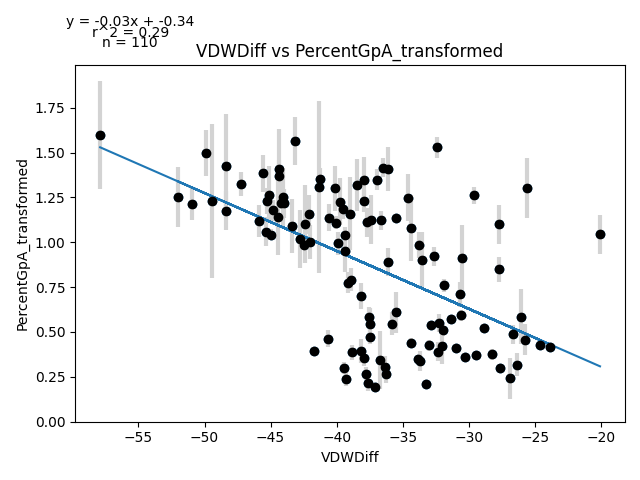 y = -0.03x + -0.34
r^2 = 0.29
n = 110
VDWDiff vs PercentGpA_transformed
1.75
1.50
1.25
1.00
0.75
0.50
0.25
0.00
PercentGpA_transformed
−55
−50
−45
−40
−35
−30
−25
−20
VDWDiff